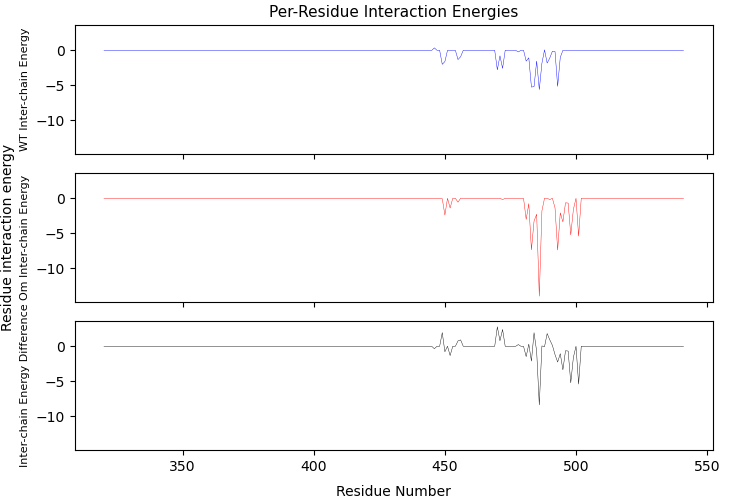 Per-Residue Interaction Energies
WT Inter-chain Energy
0
−5
−10
Residue interaction energy
Om Inter-chain Energy
0
−5
−10
Inter-chain Energy Difference
0
−5
−10
350
400
450
500
550
Residue Number